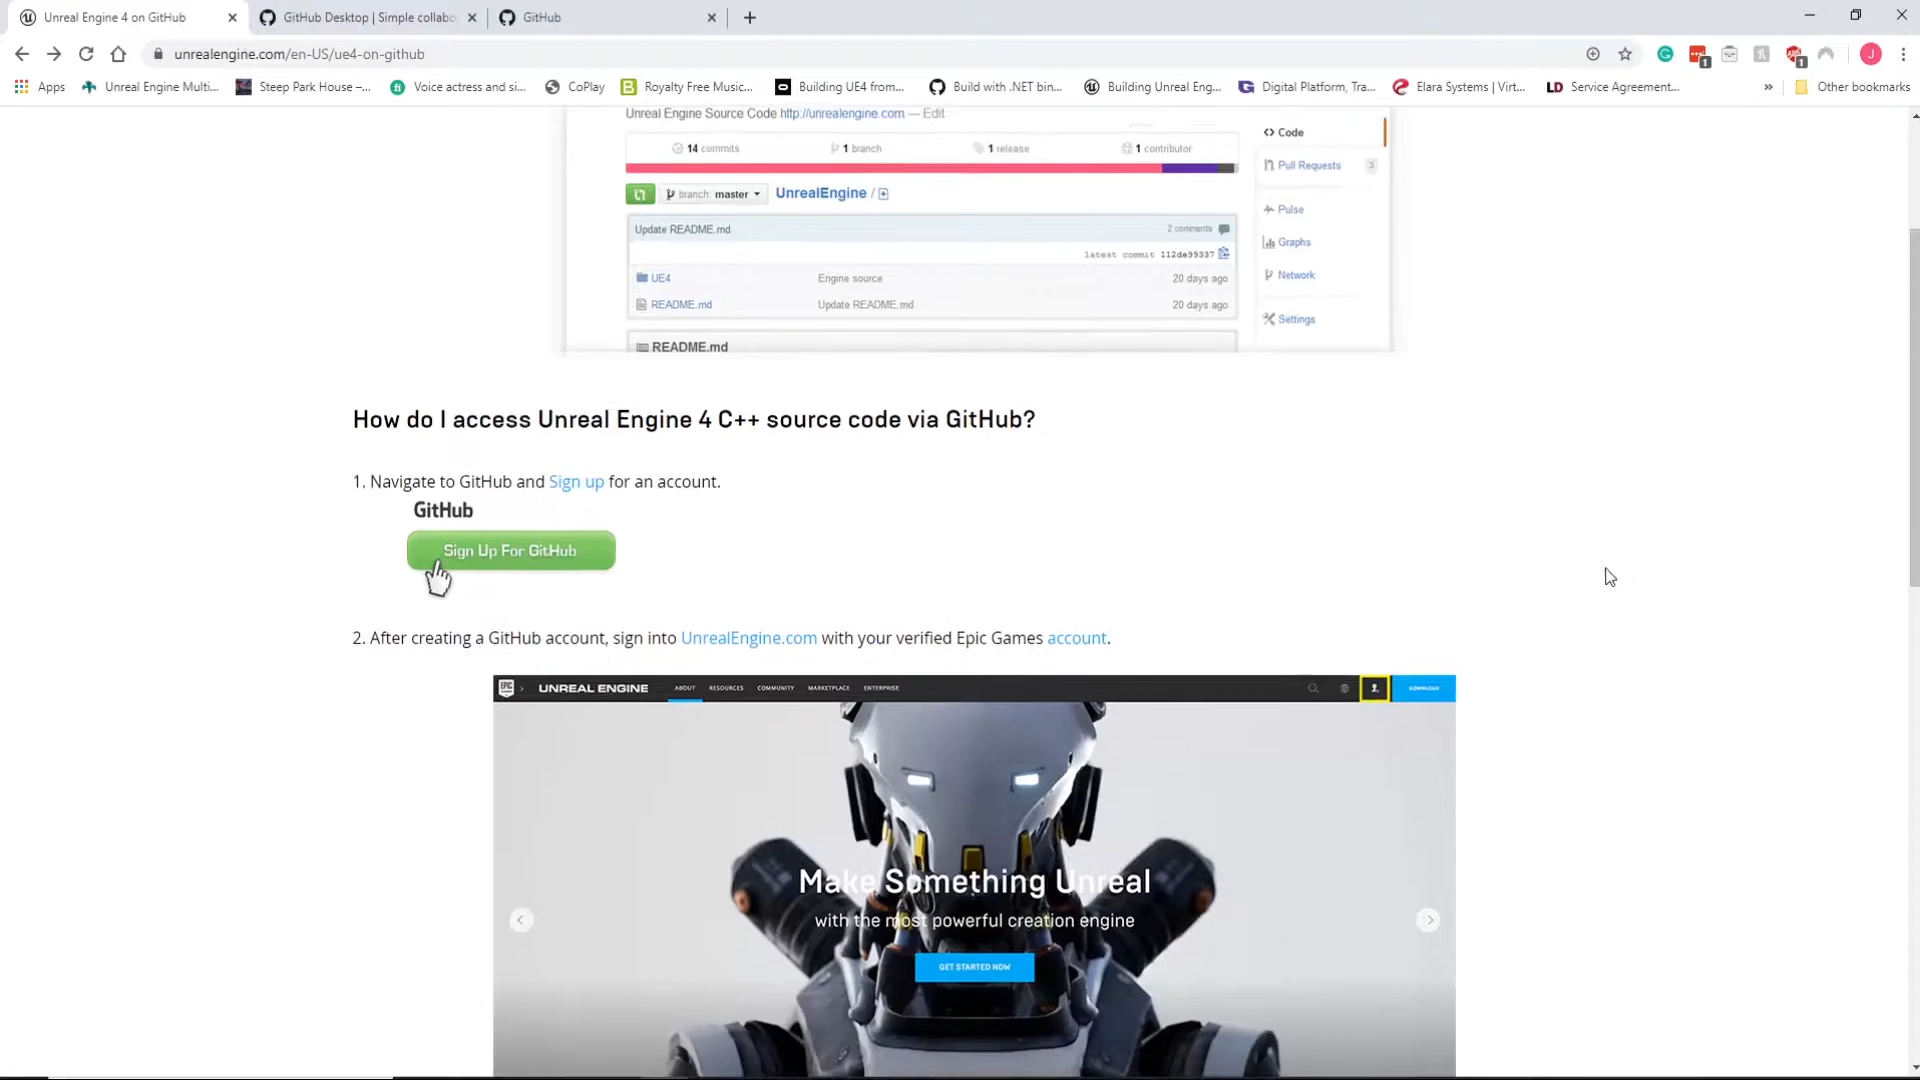 Unreal Engine 4 on GitHub
GitHub Desktop | Simple collabo
GitHub
unrealengine.com/en-US/ue4-on-github
1
1
J
Apps
Unreal Engine Multi...
Steep Park House –...
Voice actress and si...
CoPlay
Royalty Free Music...
Building UE4 from...
Build with .NET bin...
Building Unreal Eng...
Digital Platform, Tra...
Elara Systems | Virt...
LD Service Agreement...
»
Other bookmarks
Unreal Engine Source Code http://unrealengine.com — Edit
14 commits
1 branch
1 release
1 contributor
<> Code
Pull Requests 3
Pulse
Graphs
Network
Settings
branch: master
UnrealEngine /
Update README.md
2 comments
latest commit 112de99337
UE4 Engine source 20 days ago
README.md Update README.md 20 days ago
README.md
How do I access Unreal Engine 4 C++ source code via GitHub?
1. Navigate to GitHub and Sign up for an account.
GitHub
Sign Up For GitHub
2. After creating a GitHub account, sign into UnrealEngine.com with your verified Epic Games account.
EPIC
UNREAL ENGINE
ABOUT
RESOURCES
COMMUNITY
MARKETPLACE
ENTERPRISE
DOWNLOAD
Make Something Unreal
with the most powerful creation engine
GET STARTED NOW